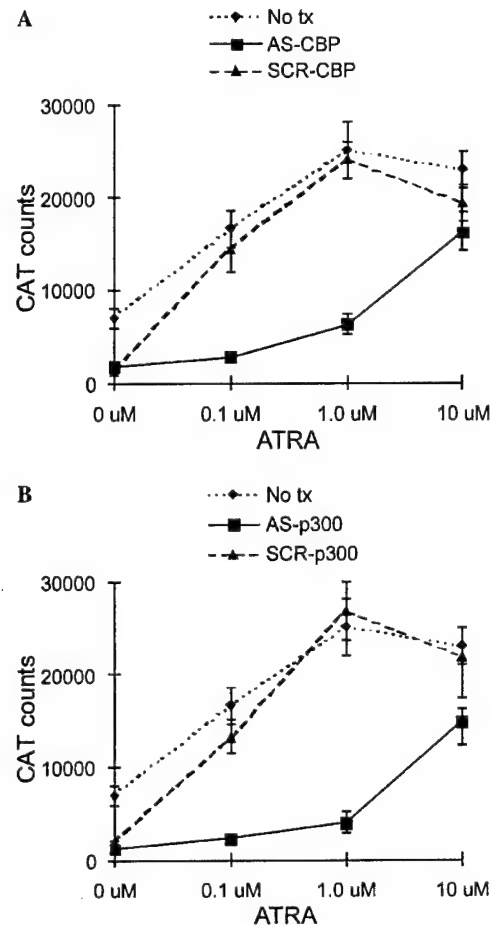 A
No tx
AS-CBP
SCR-CBP
30000
20000
10000
0
CAT counts
0 uM 0.1 uM 1.0 uM 10 uM
ATRA
B
No tx
AS-p300
SCR-p300
30000
20000
10000
0
CAT counts
0 uM 0.1 uM 1.0 uM 10 uM
ATRA